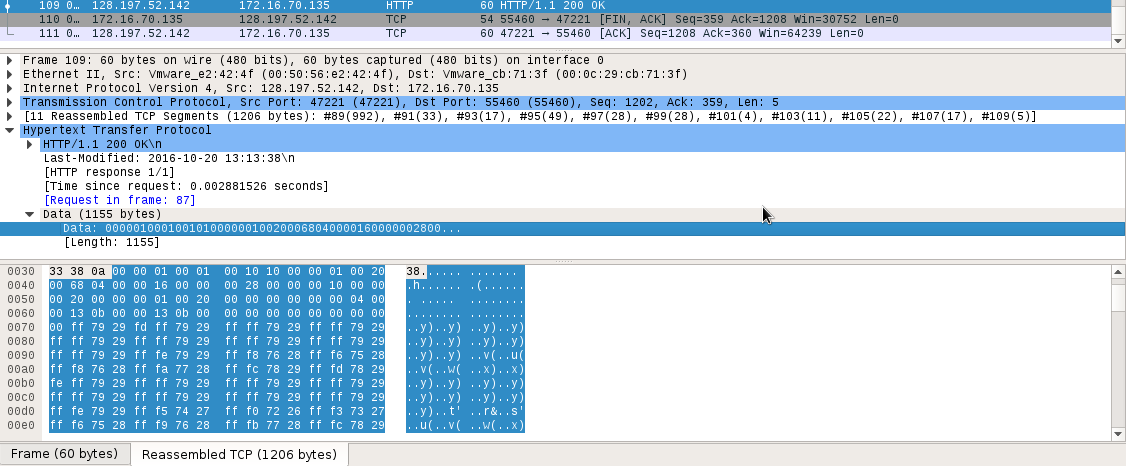 109 0… 128.197.52.142 172.16.70.135 HTTP 60 HTTP/1.1 200 OK
110 0… 172.16.70.135 128.197.52.142 TCP 54 55460 → 47221 [FIN, ACK] Seq=359 Ack=1208 Win=30752 Len=0
111 0… 128.197.52.142 172.16.70.135 TCP 60 47221 → 55460 [ACK] Seq=1208 Ack=360 Win=64239 Len=0
Frame 109: 60 bytes on wire (480 bits), 60 bytes captured (480 bits) on interface 0
Ethernet II, Src: Vmware_e2:42:4f (00:50:56:e2:42:4f), Dst: Vmware_cb:71:3f (00:0c:29:cb:71:3f)
Internet Protocol Version 4, Src: 128.197.52.142, Dst: 172.16.70.135
Transmission Control Protocol, Src Port: 47221 (47221), Dst Port: 55460 (55460), Seq: 1202, Ack: 359, Len: 5
[11 Reassembled TCP Segments (1206 bytes): #89(992), #91(33), #93(17), #95(49), #97(28), #99(28), #101(4), #103(11), #105(22), #107(17), #109(5)]
Hypertext Transfer Protocol
HTTP/1.1 200 OK\n
Last-Modified: 2016-10-20 13:13:38\n
[HTTP response 1/1]
[Time since request: 0.002881526 seconds]
[Request in frame: 87]
Data (1155 bytes)
Data: 000001000100101000000100200068040000160000002800...
[Length: 1155]
0030 33 38 0a 00 00 01 00 01 00 10 10 00 00 01 00 20 38...... .......
0040 00 68 04 00 00 16 00 00 00 28 00 00 00 10 00 00 .h...... .(......
0050 00 20 00 00 00 01 00 20 00 00 00 00 00 00 04 00 . ..... ........
0060 00 13 0b 00 00 13 0b 00 00 00 00 00 00 00 00 00 ........ ........
0070 00 ff 79 29 fd ff 79 29 ff ff 79 29 ff ff 79 29 ..y)..y) ..y)..y)
0080 ff ff 79 29 ff ff 79 29 ff ff 79 29 ff ff 79 29 ..y)..y) ..y)..y)
0090 ff ff 79 29 ff fe 79 29 ff f8 76 28 ff f6 75 28 ..y)..y) ..v(..u(
00a0 ff f8 76 28 ff fa 77 28 ff fc 78 29 ff fd 78 29 ..v(..w( ..x)..x)
00b0 fe ff 79 29 ff ff 79 29 ff ff 79 29 ff ff 79 29 ..y)..y) ..y)..y)
00c0 ff ff 79 29 ff ff 79 29 ff ff 79 29 ff ff 79 29 ..y)..y) ..y)..y)
00d0 ff fe 79 29 ff f5 74 27 ff f0 72 26 ff f3 73 27 ..y)..t' ..r&..s'
00e0 ff f6 75 28 ff f9 76 28 ff fb 77 28 ff fc 78 29 ..u(..v( ..w(..x)
Frame (60 bytes) Reassembled TCP (1206 bytes)